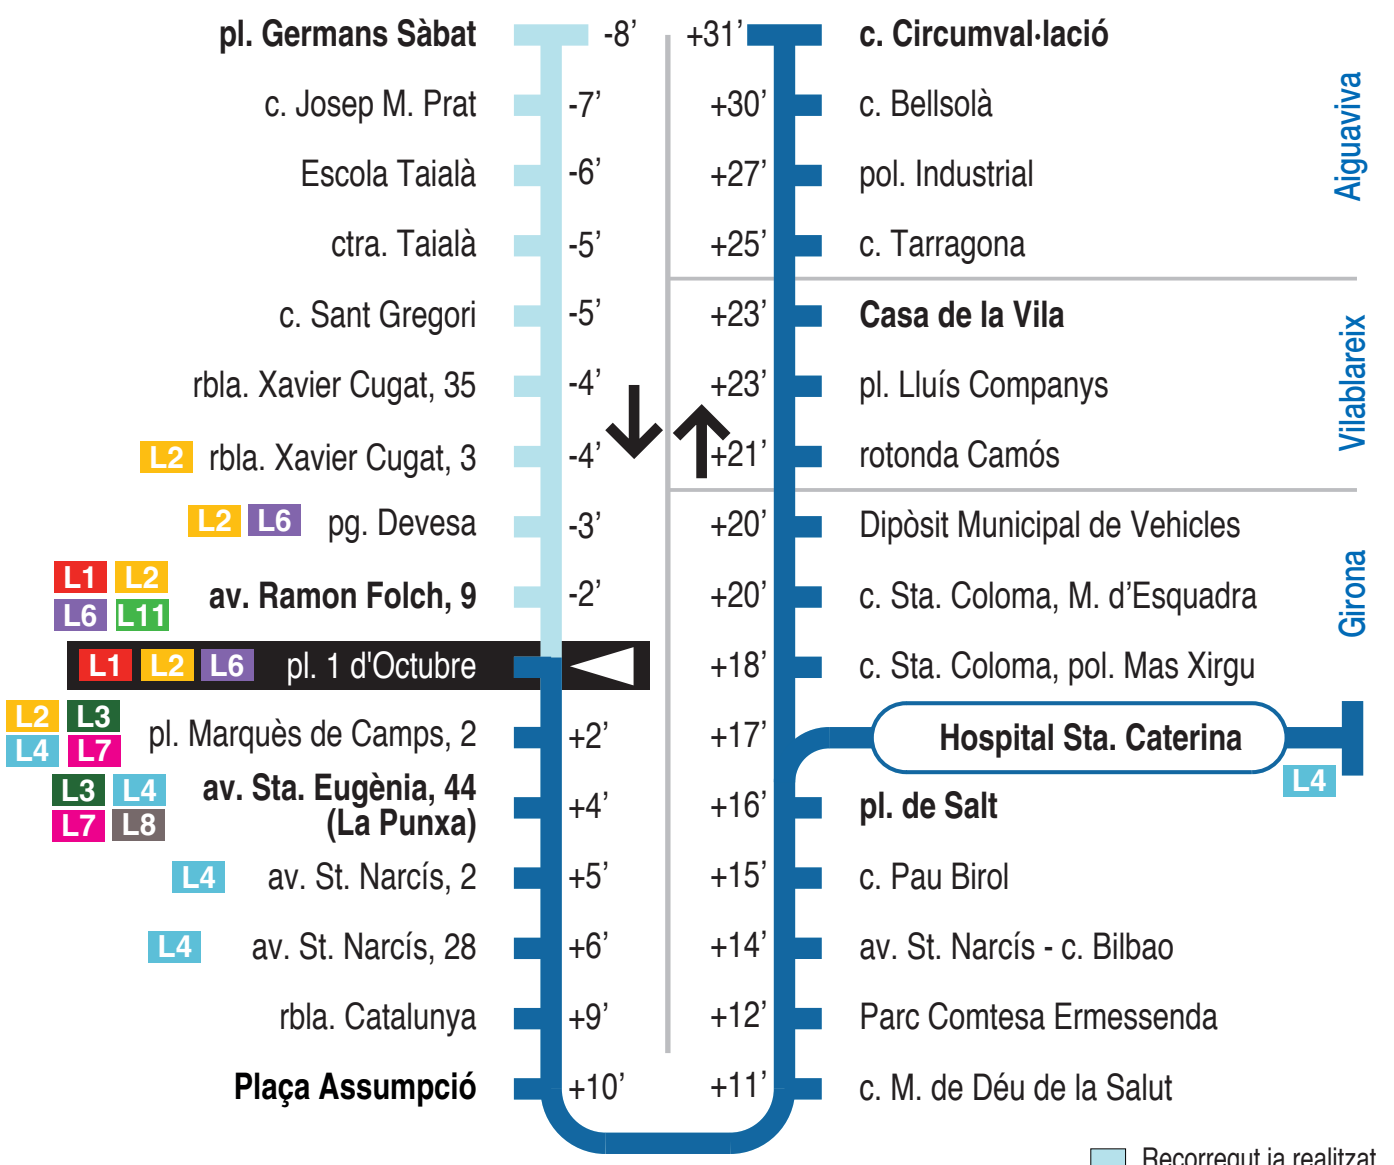 pl. Germans Sàbat -8’
c. Josep M. Prat -7’
Escola Taialà -6’
ctra. Taialà -5’
c. Sant Gregori -5’
rbla. Xavier Cugat, 35 -4’
L2 rbla. Xavier Cugat, 3 -4’
L2 L6 pg. Devesa -3’
L1 L2
L6 L11
av. Ramon Folch, 9 -2’
L1 L2 L6 pl. 1 d'Octubre
L2 L3
L4 L7
pl. Marquès de Camps, 2 +2’
L3 L4
L7 L8
av. Sta. Eugènia, 44
(La Punxa) +4’
L4 av. St. Narcís, 2 +5’
L4 av. St. Narcís, 28 +6’
rbla. Catalunya +9’
Plaça Assumpció +10’
+31’ c. Circumval·lació
+30’ c. Bellsolà
+27’ pol. Industrial
+25’ c. Tarragona
Aiguaviva
+23’ Casa de la Vila
+23’ pl. Lluís Companys
+21’ rotonda Camós
Vilablareix
+20’ Dipòsit Municipal de Vehicles
+20’ c. Sta. Coloma, M. d’Esquadra
+18’ c. Sta. Coloma, pol. Mas Xirgu
Girona
+17’ Hospital Sta. Caterina
L4
+16’ pl. de Salt
+15’ c. Pau Birol
+14’ av. St. Narcís - c. Bilbao
+12’ Parc Comtesa Ermessenda
+11’ c. M. de Déu de la Salut
Recorregut ja realitzat